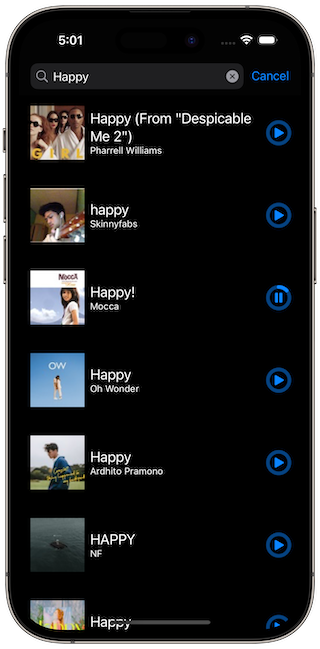 5:01
Happy
Cancel
Happy (From "Despicable
Me 2")
Pharrell Williams
GIRL
happy
Skinnyfabs
MOCCA
Happy!
Mocca
OW
Happy
Oh Wonder
Happy
Ardhito Pramono
HAPPY
NF
Happy